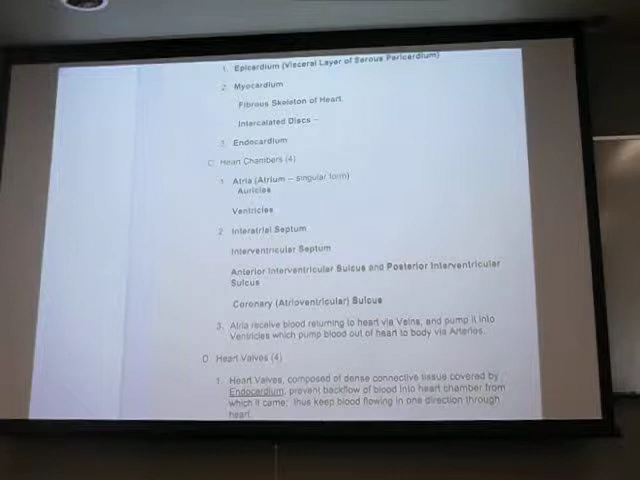 1. Epicardium (Visceral Layer of Serous Pericardium)
2. Myocardium
Fibrous Skeleton of Heart.
Intercalated Discs –
3. Endocardium
C. Heart Chambers (4)
1. Atria (Atrium – singular form)
Auricles
Ventricles
2. Interatrial Septum
Interventricular Septum
Anterior Interventricular Sulcus and Posterior Interventricular
Sulcus
Coronary (Atrioventricular) Sulcus
3. Atria receive blood returning to heart via Veins, and pump it into
Ventricles which pump blood out of heart to body via Arteries.
D. Heart Valves (4)
1. Heart Valves, composed of dense connective tissue covered by
Endocardium, prevent backflow of blood into heart chamber from
which it came; thus keep blood flowing in one direction through
heart.